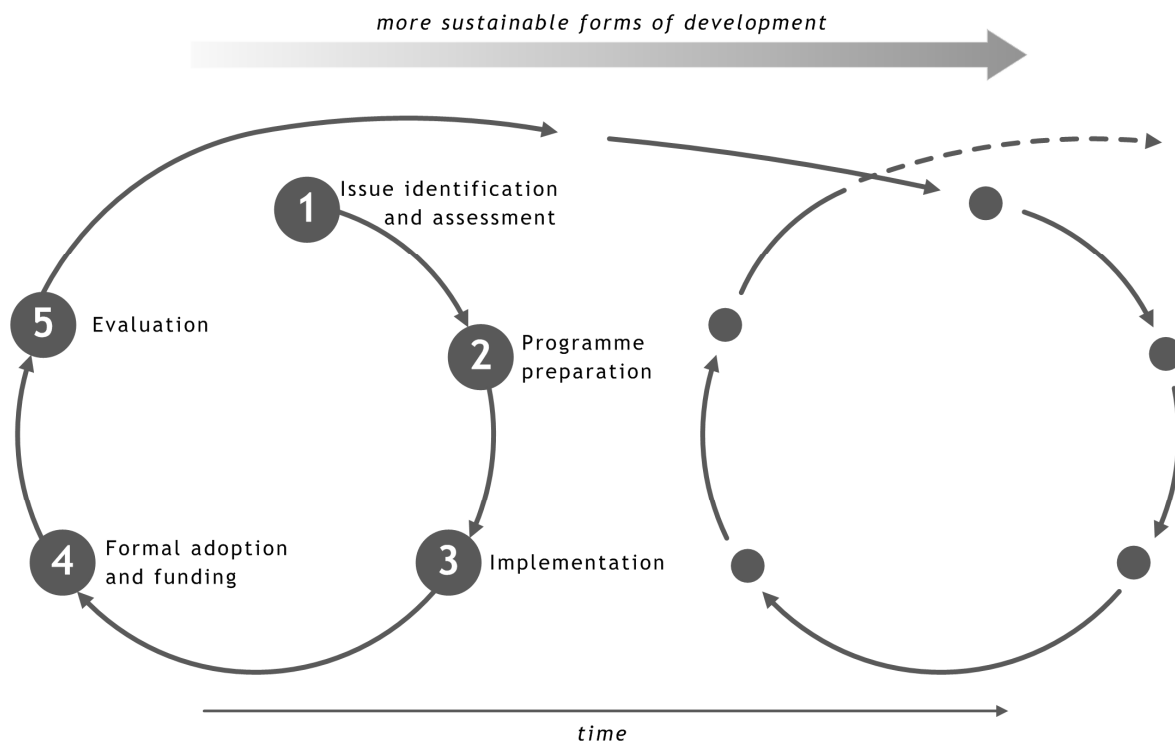 more sustainable forms of development
1
Issue identification
and assessment
2
Programme
preparation
3
Implementation
4
Formal adoption
and funding
5
Evaluation
time